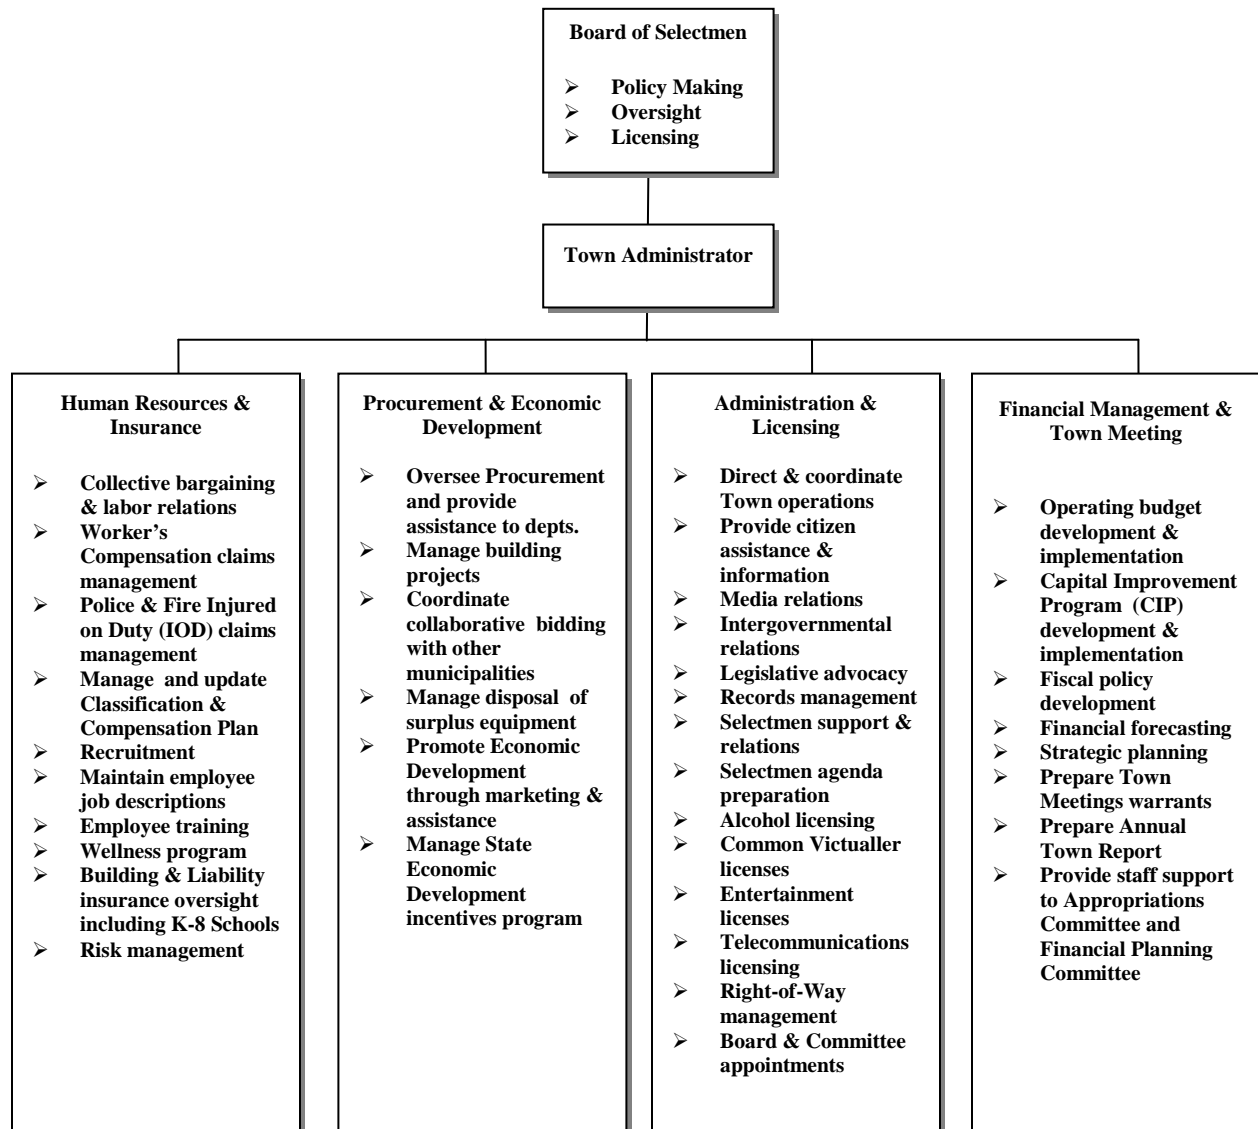 Board of Selectmen
➢ Policy Making
➢ Oversight
➢ Licensing
Town Administrator
Human Resources &
Insurance
➢ Collective bargaining
& labor relations
➢ Worker’s
Compensation claims
management
➢ Police & Fire Injured
on Duty (IOD) claims
management
➢ Manage and update
Classification &
Compensation Plan
➢ Recruitment
➢ Maintain employee
job descriptions
➢ Employee training
➢ Wellness program
➢ Building & Liability
insurance oversight
including K-8 Schools
➢ Risk management
Procurement & Economic
Development
➢ Oversee Procurement
and provide
assistance to depts.
➢ Manage building
projects
➢ Coordinate
collaborative bidding
with other
municipalities
➢ Manage disposal of
surplus equipment
➢ Promote Economic
Development
through marketing &
assistance
➢ Manage State
Economic
Development
incentives program
Administration &
Licensing
➢ Direct & coordinate
Town operations
➢ Provide citizen
assistance &
information
➢ Media relations
➢ Intergovernmental
relations
➢ Legislative advocacy
➢ Records management
➢ Selectmen support &
relations
➢ Selectmen agenda
preparation
➢ Alcohol licensing
➢ Common Victualler
licenses
➢ Entertainment
licenses
➢ Telecommunications
licensing
➢ Right-of-Way
management
➢ Board & Committee
appointments
Financial Management &
Town Meeting
➢ Operating budget
development &
implementation
➢ Capital Improvement
Program (CIP)
development &
implementation
➢ Fiscal policy
development
➢ Financial forecasting
➢ Strategic planning
➢ Prepare Town
Meetings warrants
➢ Prepare Annual
Town Report
➢ Provide staff support
to Appropriations
Committee and
Financial Planning
Committee